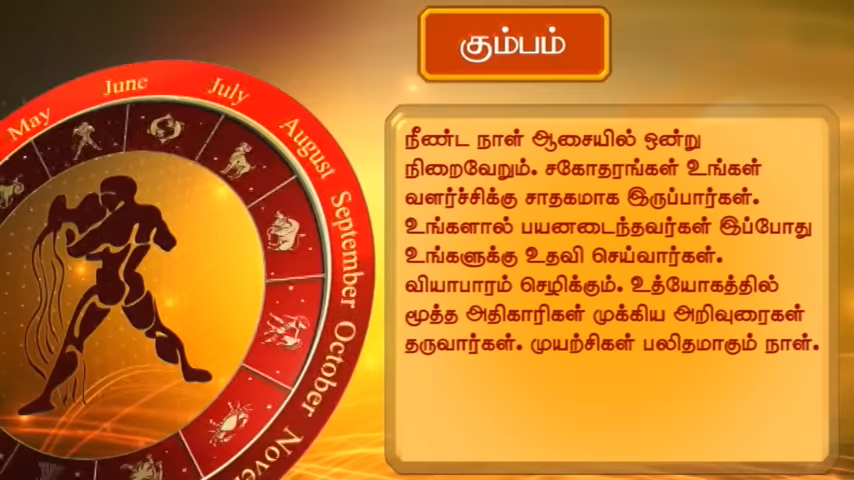 கும்பம்
May
June
July
August
September
October
நீண்ட நாள் ஆசையில் ஒன்று
நிறைவேறும். சகோதரங்கள் உங்கள்
வளர்ச்சிக்கு சாதகமாக இருப்பார்கள்.
உங்களால் பயனடைந்தவர்கள் இப்போது
உங்களுக்கு உதவி செய்வார்கள்.
வியாபாரம் செழிக்கும். உத்யோகத்தில்
மூத்த அதிகாரிகள் முக்கிய அறிவுரைகள்
தருவார்கள். முயற்சிகள் பலிதமாகும் நாள்.